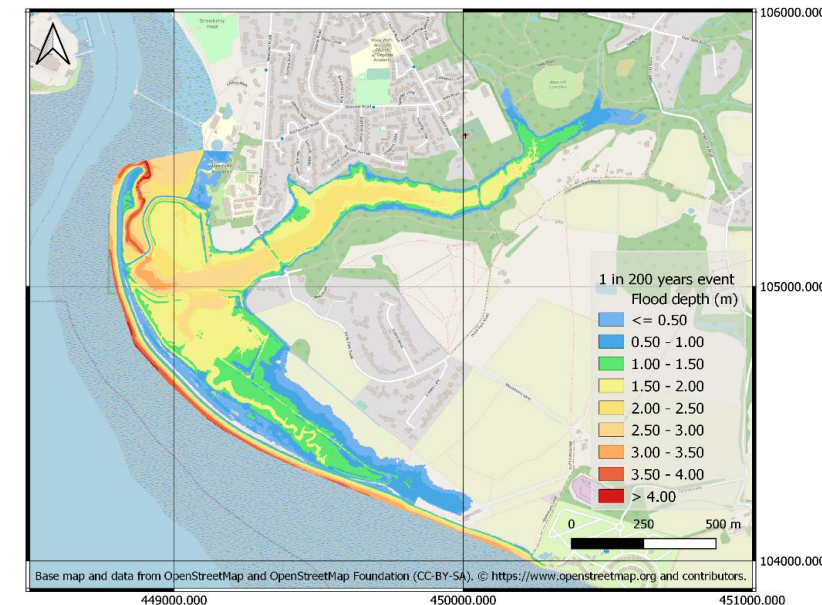 106000.000
105000.000
1 in 200 years event
Flood depth (m)
<= 0.50
0.50 - 1.00
1.00 - 1.50
1.50 - 2.00
2.00 - 2.50
2.50 - 3.00
3.00 - 3.50
3.50 - 4.00
> 4.00
0 250 500 m
104000.000
Base map and data from OpenStreetMap and OpenStreetMap Foundation (CC-BY-SA). © https://www.openstreetmap.org and contributors.
449000.000 450000.000 451000.000